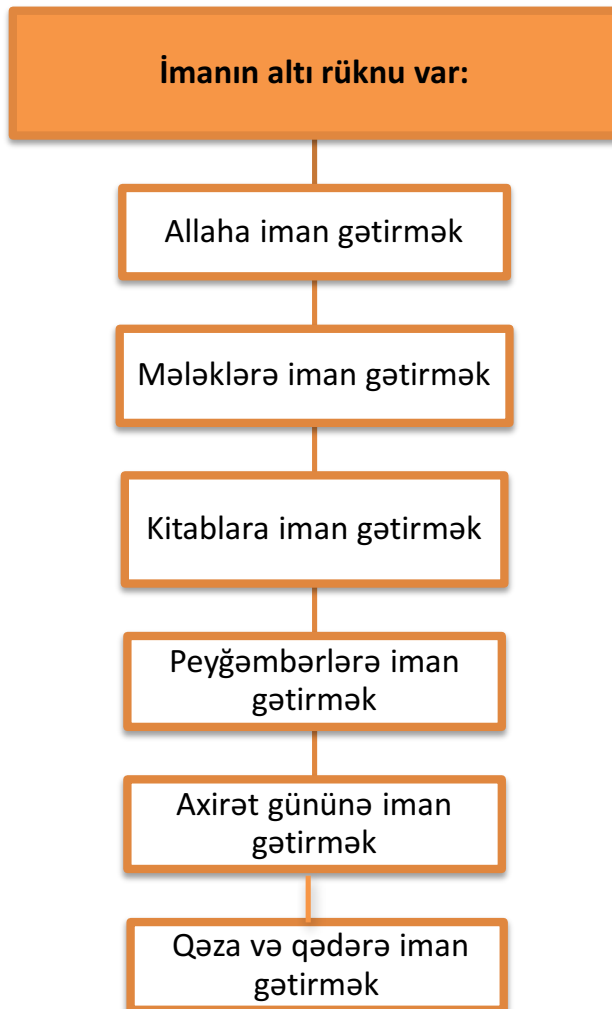 İmanın altı rüknu var:
Allaha iman gətirmək
Mələklərə iman gətirmək
Kitablara iman gətirmək
Peyğəmbərlərə iman
gətirmək
Axirət gününə iman
gətirmək
Qəza və qədərə iman
gətirmək